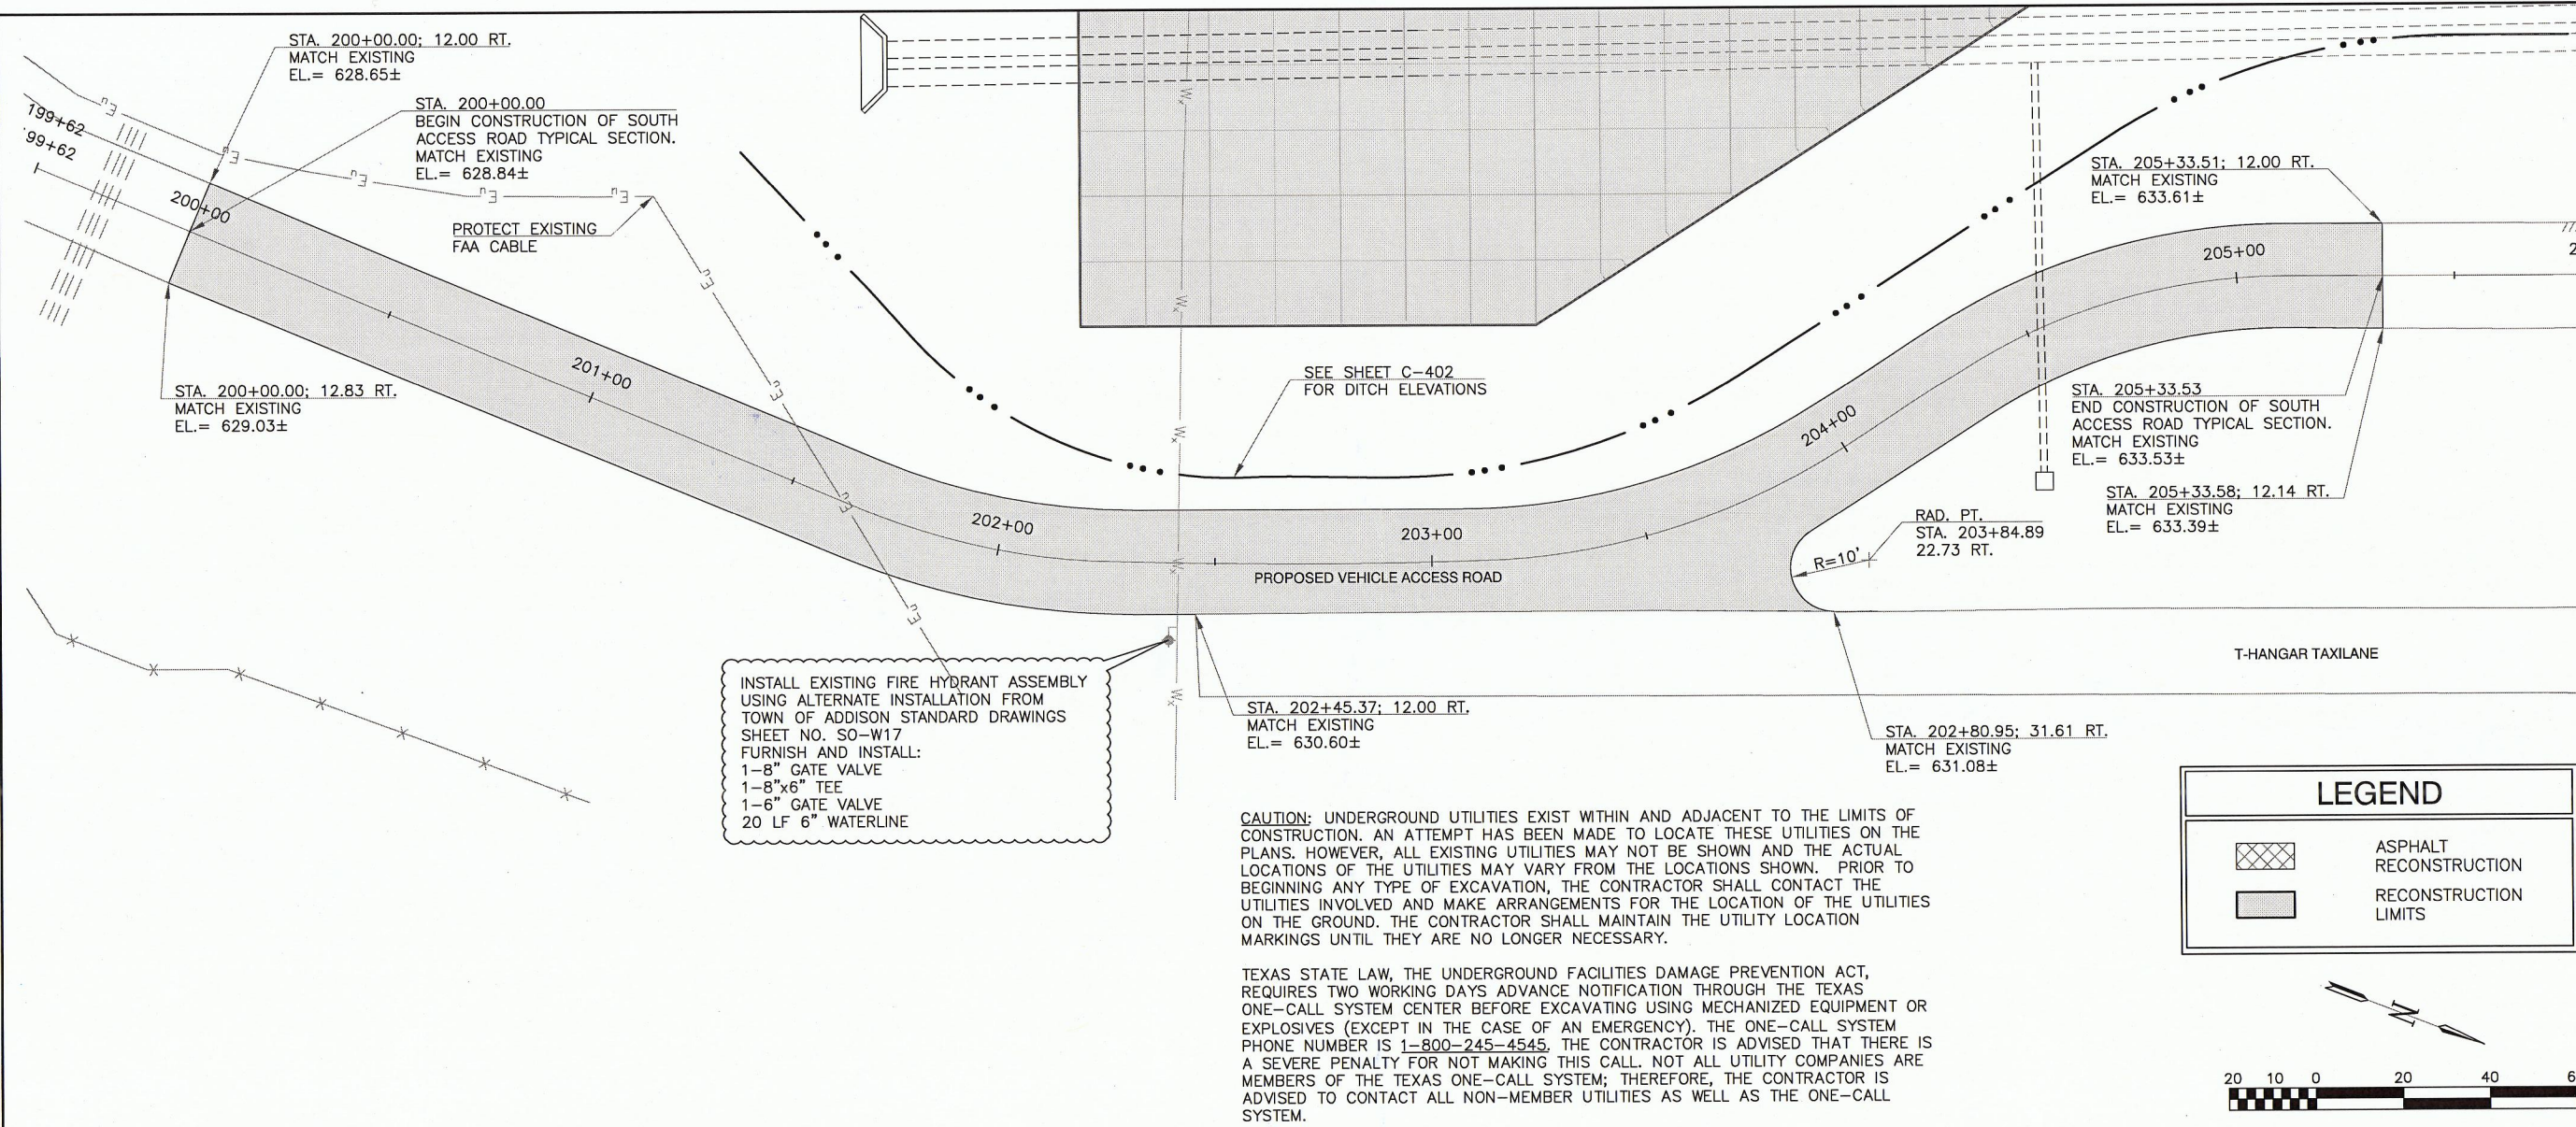 STA. 200+00.00; 12.00 RT.
MATCH EXISTING
EL.= 628.65±
STA. 200+00.00
BEGIN CONSTRUCTION OF SOUTH
ACCESS ROAD TYPICAL SECTION.
MATCH EXISTING
EL.= 628.84±
199+62
99+62
200+00
PROTECT EXISTING
FAA CABLE
STA. 200+00.00; 12.83 RT.
MATCH EXISTING
EL.= 629.03±
201+00
202+00
203+00
204+00
205+00
PROPOSED VEHICLE ACCESS ROAD
SEE SHEET C-402
FOR DITCH ELEVATIONS
STA. 205+33.51; 12.00 RT.
MATCH EXISTING
EL.= 633.61±
STA. 205+33.53
END CONSTRUCTION OF SOUTH
ACCESS ROAD TYPICAL SECTION.
MATCH EXISTING
EL.= 633.53±
STA. 205+33.58; 12.14 RT.
MATCH EXISTING
EL.= 633.39±
RAD. PT.
STA. 203+84.89
22.73 RT.
R=10'
T-HANGAR TAXILANE
INSTALL EXISTING FIRE HYDRANT ASSEMBLY
USING ALTERNATE INSTALLATION FROM
TOWN OF ADDISON STANDARD DRAWINGS
SHEET NO. SO-W17
FURNISH AND INSTALL:
1-8" GATE VALVE
1-8"x6" TEE
1-6" GATE VALVE
20 LF 6" WATERLINE
STA. 202+45.37; 12.00 RT.
MATCH EXISTING
EL.= 630.60±
STA. 202+80.95; 31.61 RT.
MATCH EXISTING
EL.= 631.08±
CAUTION: UNDERGROUND UTILITIES EXIST WITHIN AND ADJACENT TO THE LIMITS OF
CONSTRUCTION. AN ATTEMPT HAS BEEN MADE TO LOCATE THESE UTILITIES ON THE
PLANS. HOWEVER, ALL EXISTING UTILITIES MAY NOT BE SHOWN AND THE ACTUAL
LOCATIONS OF THE UTILITIES MAY VARY FROM THE LOCATIONS SHOWN. PRIOR TO
BEGINNING ANY TYPE OF EXCAVATION, THE CONTRACTOR SHALL CONTACT THE
UTILITIES INVOLVED AND MAKE ARRANGEMENTS FOR THE LOCATION OF THE UTILITIES
ON THE GROUND. THE CONTRACTOR SHALL MAINTAIN THE UTILITY LOCATION
MARKINGS UNTIL THEY ARE NO LONGER NECESSARY.
TEXAS STATE LAW, THE UNDERGROUND FACILITIES DAMAGE PREVENTION ACT,
REQUIRES TWO WORKING DAYS ADVANCE NOTIFICATION THROUGH THE TEXAS
ONE-CALL SYSTEM CENTER BEFORE EXCAVATING USING MECHANIZED EQUIPMENT OR
EXPLOSIVES (EXCEPT IN THE CASE OF AN EMERGENCY). THE ONE-CALL SYSTEM
PHONE NUMBER IS 1-800-245-4545. THE CONTRACTOR IS ADVISED THAT THERE IS
A SEVERE PENALTY FOR NOT MAKING THIS CALL. NOT ALL UTILITY COMPANIES ARE
MEMBERS OF THE TEXAS ONE-CALL SYSTEM; THEREFORE, THE CONTRACTOR IS
ADVISED TO CONTACT ALL NON-MEMBER UTILITIES AS WELL AS THE ONE-CALL
SYSTEM.
LEGEND
ASPHALT
RECONSTRUCTION
RECONSTRUCTION
LIMITS
N
20 10 0 20 40